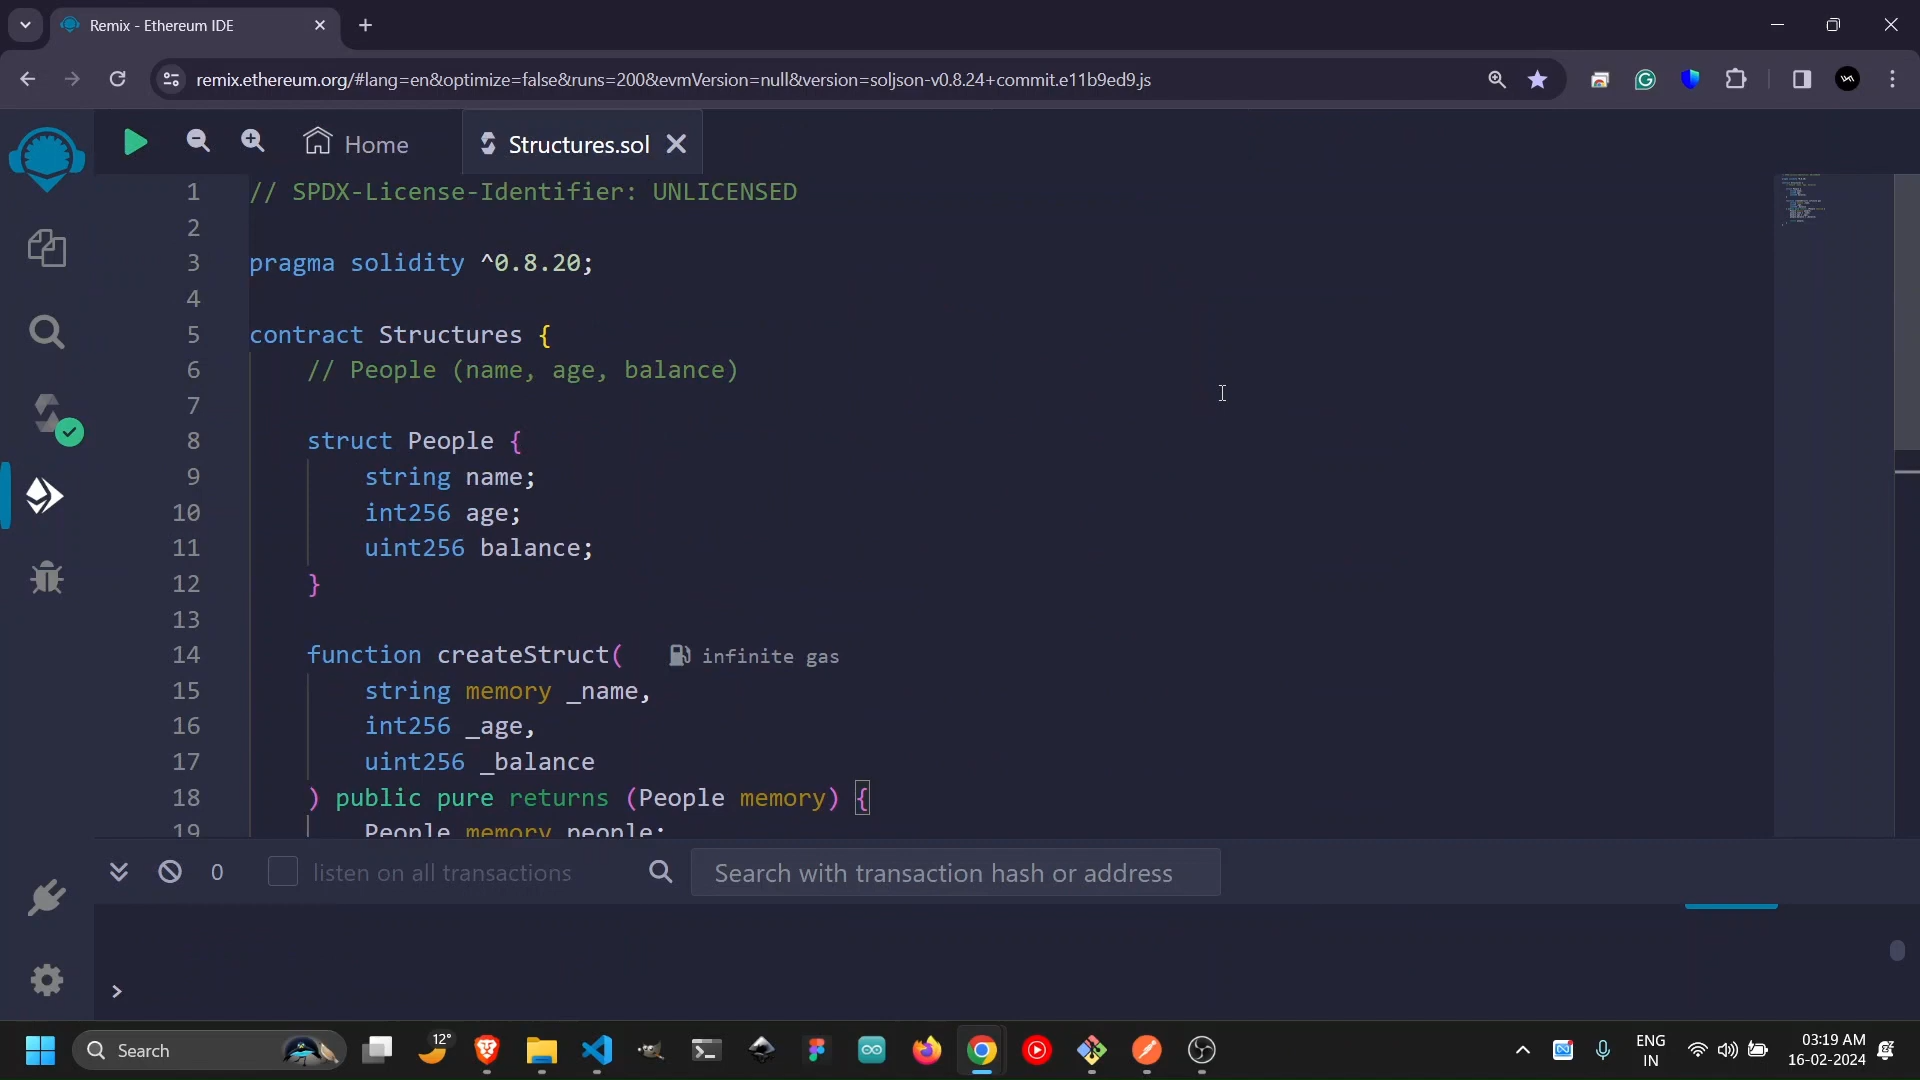 Remix - Ethereum IDE
remix.ethereum.org/#lang=en&optimize=false&runs=200&evmVersion=null&version=soljson-v0.8.24+commit.e11b9ed9.js
Home
Structures.sol
1 // SPDX-License-Identifier: UNLICENSED
2
3 pragma solidity ^0.8.20;
4
5 contract Structures {
6 // People (name, age, balance)
7
8 struct People {
9 string name;
10 int256 age;
11 uint256 balance;
12 }
13
14 function createStruct( infinite gas
15 string memory _name,
16 int256 _age,
17 uint256 _balance
18 ) public pure returns (People memory) {
19 People memory people;
0 listen on all transactions Search with transaction hash or address
>
Search
12°
ENG
IN
03:19 AM
16-02-2024